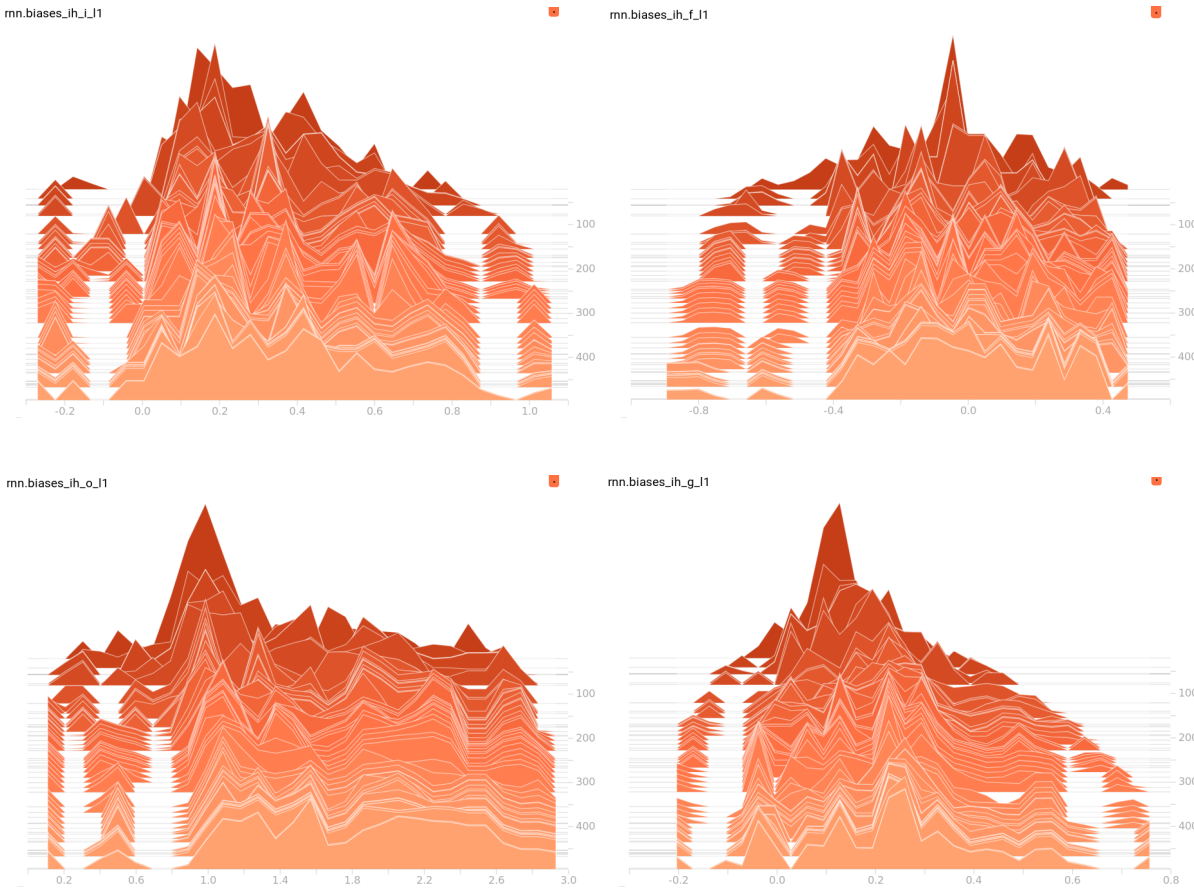 rnn.biases_ih_i_l1
100
200
300
400
-0.2 0.0 0.2 0.4 0.6 0.8 1.0
rnn.biases_ih_f_l1
100
200
300
400
-0.8 -0.4 0.0 0.4
rnn.biases_ih_o_l1
100
200
300
400
0.2 0.6 1.0 1.4 1.8 2.2 2.6 3.0
rnn.biases_ih_g_l1
100
200
300
400
-0.2 0.0 0.2 0.4 0.6 0.8